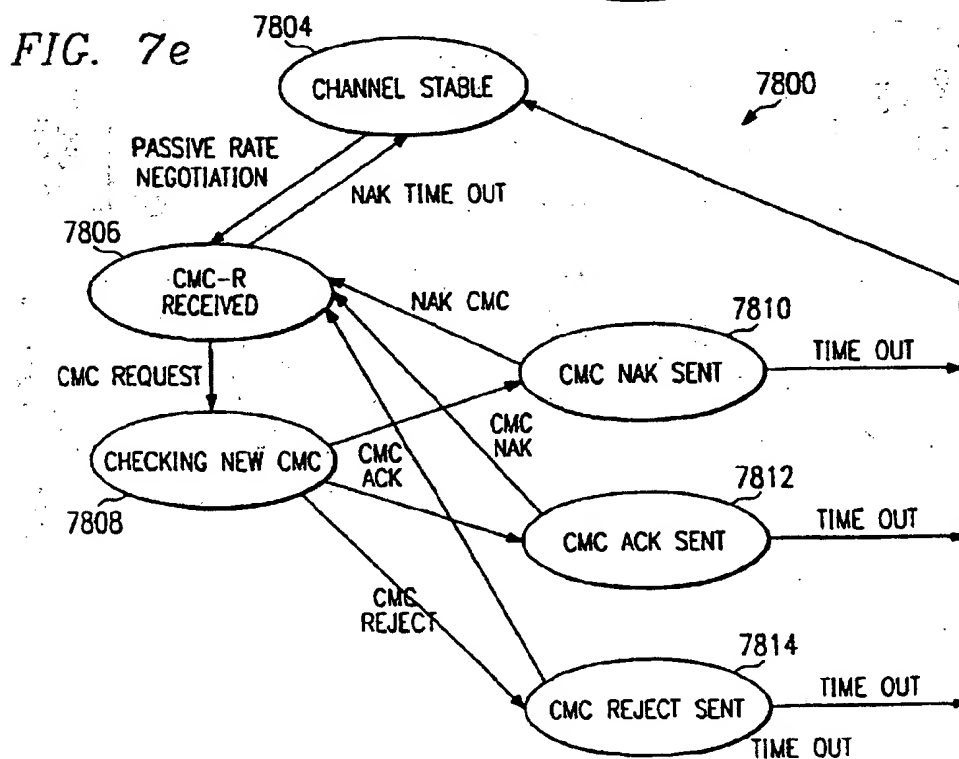 FIG. 7e
7804
CHANNEL STABLE
7800
PASSIVE RATE
NEGOTIATION
NAK TIME OUT
7806
CMC-R
RECEIVED
NAK CMC
7810
TIME OUT
CMC NAK SENT
CMC REQUEST
CMC
NAK
CHECKING NEW CMC
CMC
ACK
7808
7812
TIME OUT
CMC ACK SENT
CMC
REJECT
7814
TIME OUT
CMC REJECT SENT
TIME OUT